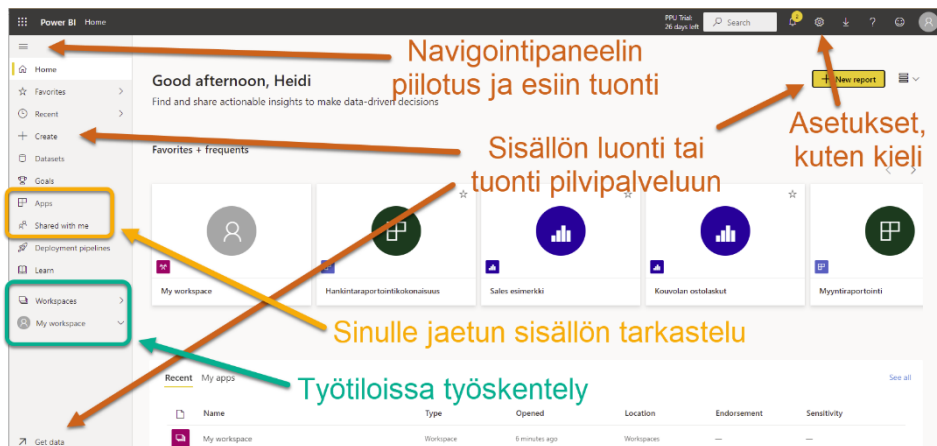 Power BI Home
PPU Trial
26 days left
Search
2
Home
Favorites
Recent
Create
Datasets
Goals
Apps
Shared with me
Deployment pipelines
Learn
Workspaces
My workspace
Get data
Navigointipaneelin
piilotus ja esiin tuonti
Good afternoon, Heidi
Find and share actionable insights to make data-driven decisions
New report
Asetukset,
kuten kieli
Sisällön luonti tai
tuonti pilvipalveluun
Favorites + frequents
My workspace
Hankintaraportointikokonaisuus
Sales esimerkki
Kouvolan ostolaskut
Myyntiraportointi
Sinulle jaetun sisällön tarkastelu
Työtiloissa työskentely
Recent My apps
See all
Name Type Opened Location Endorsement Sensitivity
My workspace Workspace 6 minutes ago Workspaces — —